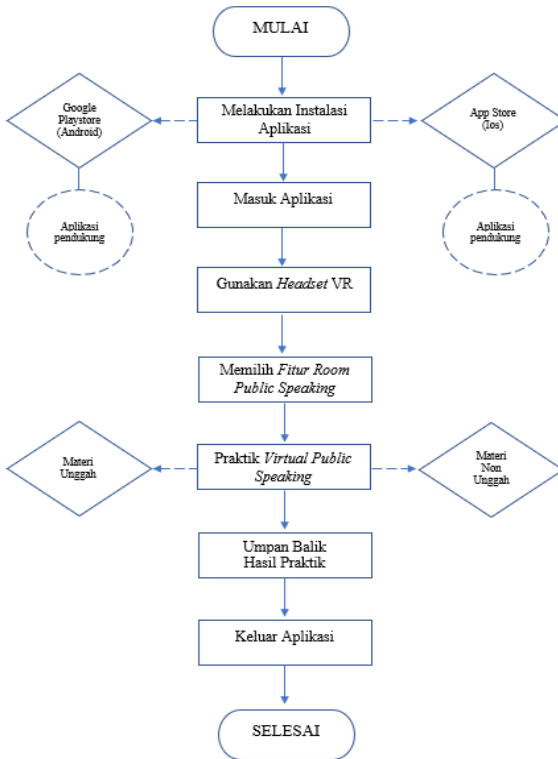 MULAI
Google
Playstore
(Android)
Melakukan Instalasi
Aplikasi
App Store
(Ios)
Aplikasi
pendukung
Masuk Aplikasi
Aplikasi
pendukung
Gunakan Headset VR
Memilih Fitur Room
Public Speaking
Materi
Unggah
Praktik Virtual Public
Speaking
Materi
Non
Unggah
Umpan Balik
Hasil Praktik
Keluar Aplikasi
SELESAI